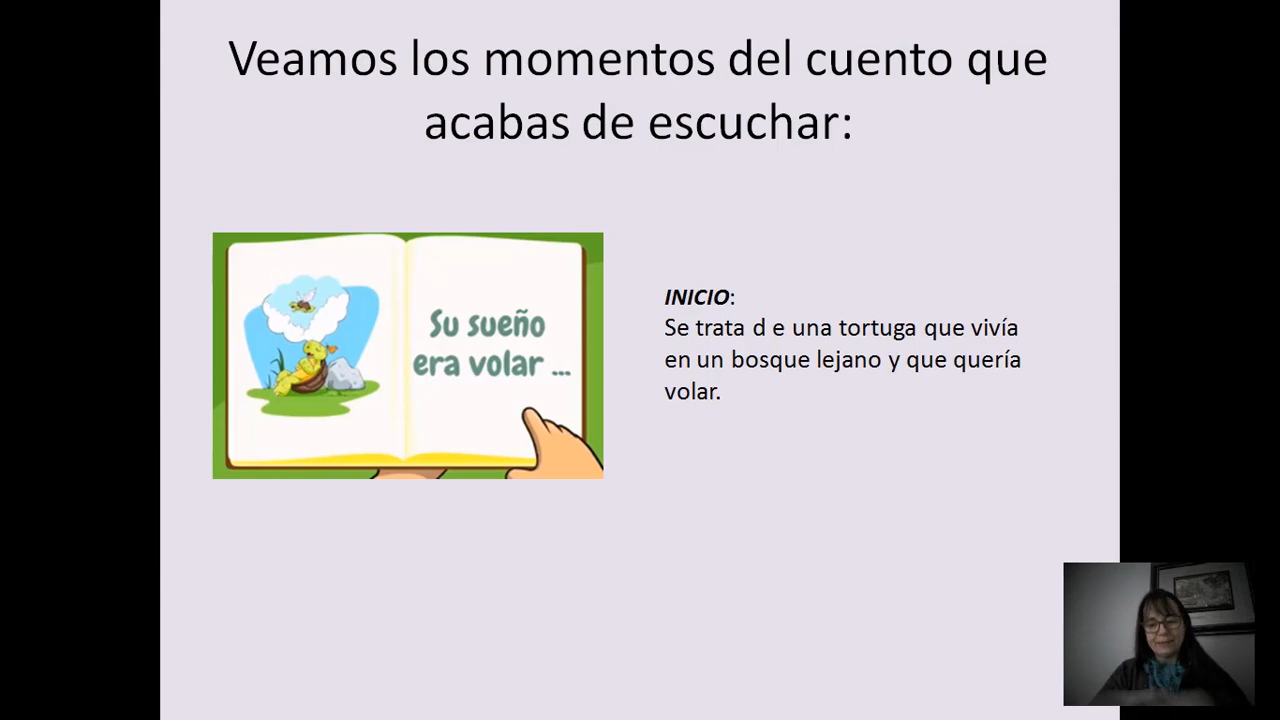 Veamos los momentos del cuento que
acabas de escuchar:
Su sueño
era volar ...
INICIO:
Se trata d e una tortuga que vivía
en un bosque lejano y que quería
volar.